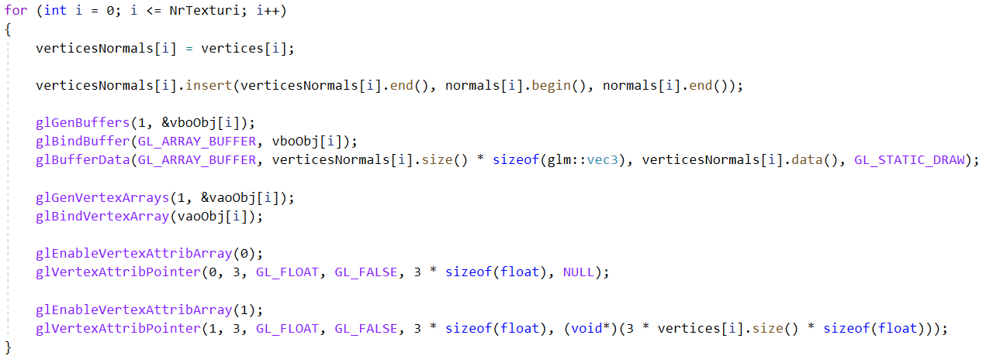 for (int i = 0; i <= NrTexturi; i++)
{
verticesNormals[i] = vertices[i];
verticesNormals[i].insert(verticesNormals[i].end(), normals[i].begin(), normals[i].end());
glGenBuffers(1, &vboObj[i]);
glBindBuffer(GL_ARRAY_BUFFER, vboObj[i]);
glBufferData(GL_ARRAY_BUFFER, verticesNormals[i].size() * sizeof(glm::vec3), verticesNormals[i].data(), GL_STATIC_DRAW);
glGenVertexArrays(1, &vaoObj[i]);
glBindVertexArray(vaoObj[i]);
glEnableVertexAttribArray(0);
glVertexAttribPointer(0, 3, GL_FLOAT, GL_FALSE, 3 * sizeof(float), NULL);
glEnableVertexAttribArray(1);
glVertexAttribPointer(1, 3, GL_FLOAT, GL_FALSE, 3 * sizeof(float), (void*)(3 * vertices[i].size() * sizeof(float)));
}